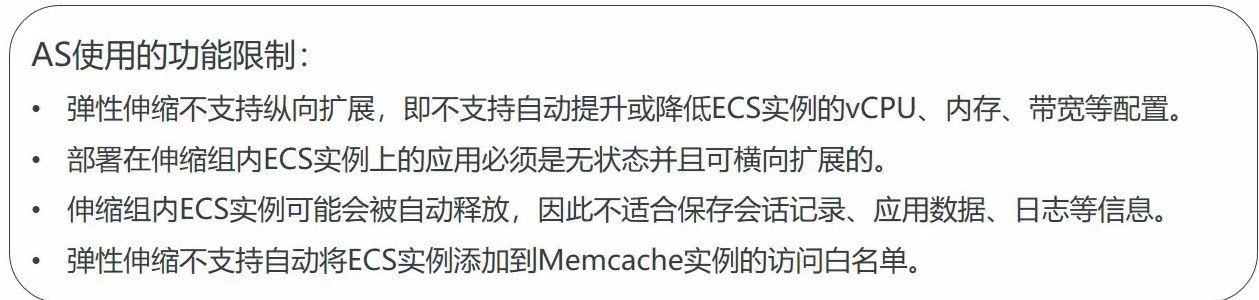 AS使用的功能限制：
• 弹性伸缩不支持纵向扩展，即不支持自动提升或降低ECS实例的vCPU、内存、带宽等配置。
• 部署在伸缩组内ECS实例上的应用必须是无状态并且可横向扩展的。
• 伸缩组内ECS实例可能会被自动释放，因此不适合保存会话记录、应用数据、日志等信息。
• 弹性伸缩不支持自动将ECS实例添加到Memcache实例的访问白名单。